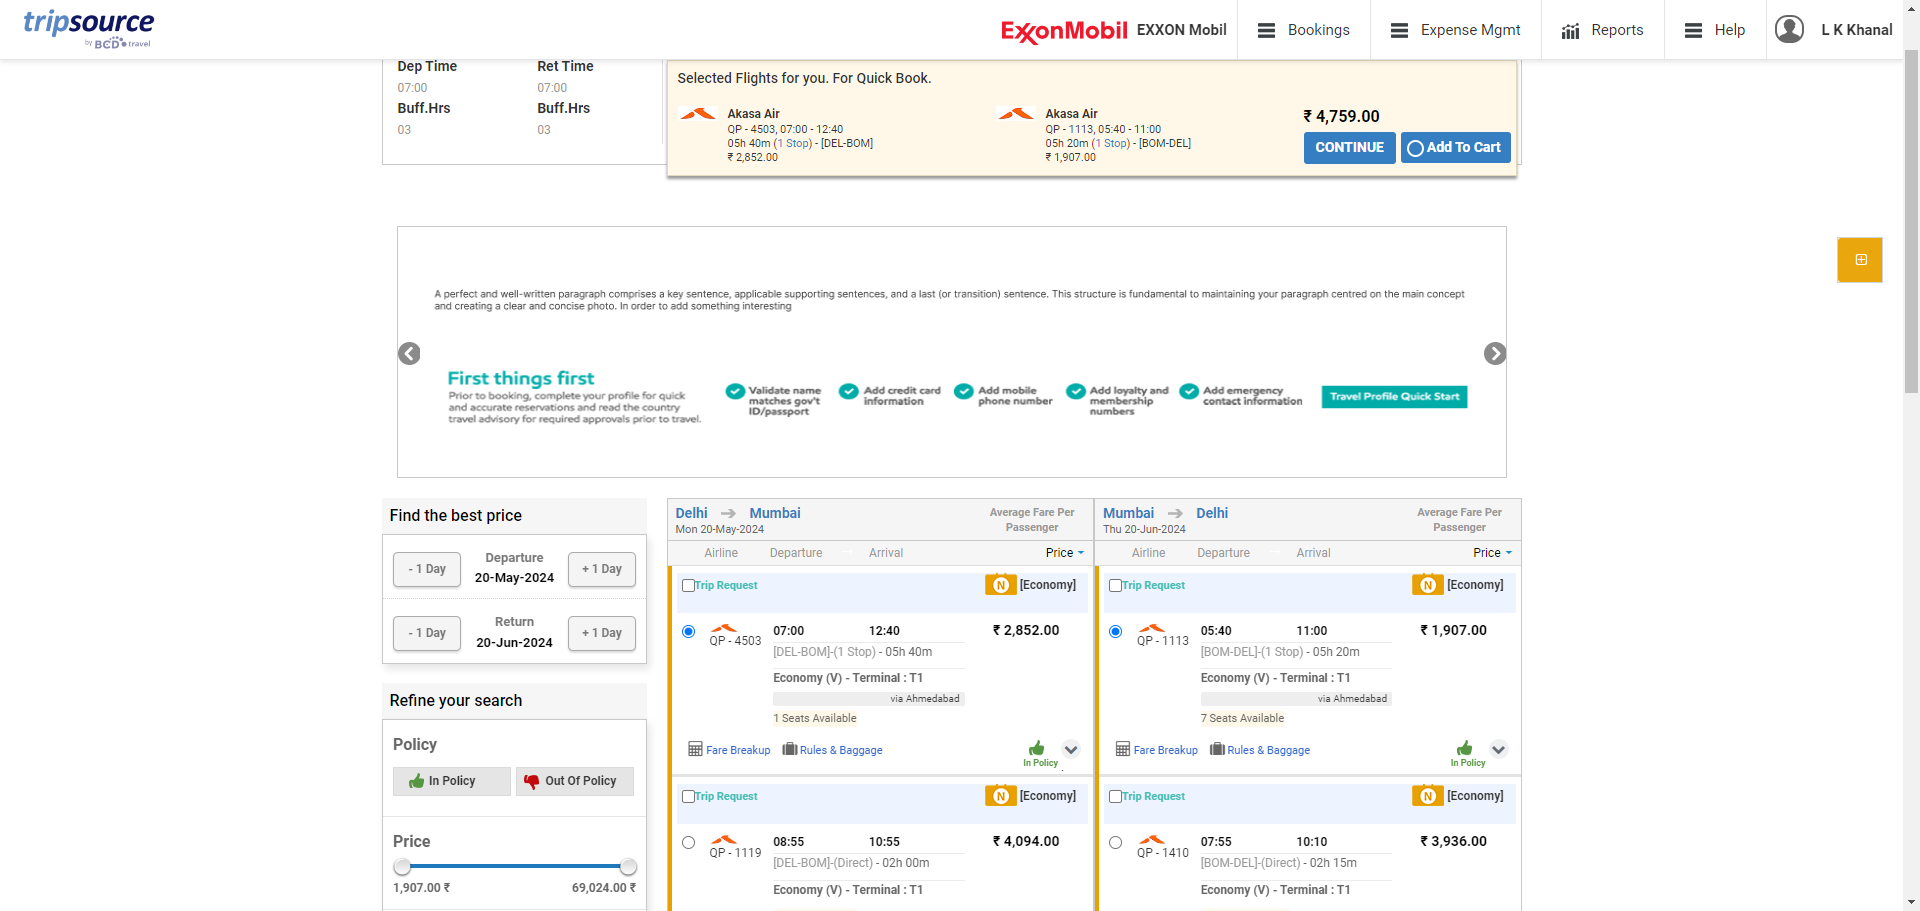 tripsource
by BCD travel
ExxonMobil EXXON Mobil
Bookings
Expense Mgmt
Reports
Help
L K Khanal
Dep Time Ret Time
07:00 07:00
Buff.Hrs Buff.Hrs
03 03
Selected Flights for you. For Quick Book.
Akasa Air
QP - 4503, 07:00 - 12:40
05h 40m (1 Stop) - [DEL-BOM]
₹ 2,852.00
Akasa Air
QP - 1113, 05:40 - 11:00
05h 20m (1 Stop) - [BOM-DEL]
₹ 1,907.00
₹ 4,759.00
CONTINUE
Add To Cart
A perfect and well-written paragraph comprises a key sentence, applicable supporting sentences, and a last (or transition) sentence. This structure is fundamental to maintaining your paragraph centred on the main concept
and creating a clear and concise photo. In order to add something interesting
First things first
Prior to booking, complete your profile for quick
and accurate reservations and read the country
travel advisory for required approvals prior to travel.
Validate name
matches gov't
ID/passport
Add credit card
information
Add mobile
phone number
Add loyalty and
membership
numbers
Add emergency
contact information
Travel Profile Quick Start
Find the best price
- 1 Day
Departure
20-May-2024
+ 1 Day
- 1 Day
Return
20-Jun-2024
+ 1 Day
Refine your search
Policy
In Policy
Out Of Policy
Price
1,907.00 ₹ 69,024.00 ₹
Delhi Mumbai
Mon 20-May-2024
Average Fare Per
Passenger
Airline Departure Arrival Price
Trip Request
N [Economy]
QP - 4503
07:00 12:40 ₹ 2,852.00
[DEL-BOM]-(1 Stop) - 05h 40m
Economy (V) - Terminal : T1
via Ahmedabad
1 Seats Available
Fare Breakup Rules & Baggage
In Policy
Trip Request
N [Economy]
QP - 1119
08:55 10:55 ₹ 4,094.00
[DEL-BOM]-(Direct) - 02h 00m
Economy (V) - Terminal : T1
Mumbai Delhi
Thu 20-Jun-2024
Average Fare Per
Passenger
Airline Departure Arrival Price
Trip Request
N [Economy]
QP - 1113
05:40 11:00 ₹ 1,907.00
[BOM-DEL]-(1 Stop) - 05h 20m
Economy (V) - Terminal : T1
via Ahmedabad
7 Seats Available
Fare Breakup Rules & Baggage
In Policy
Trip Request
N [Economy]
QP - 1410
07:55 10:10 ₹ 3,936.00
[BOM-DEL]-(Direct) - 02h 15m
Economy (V) - Terminal : T1